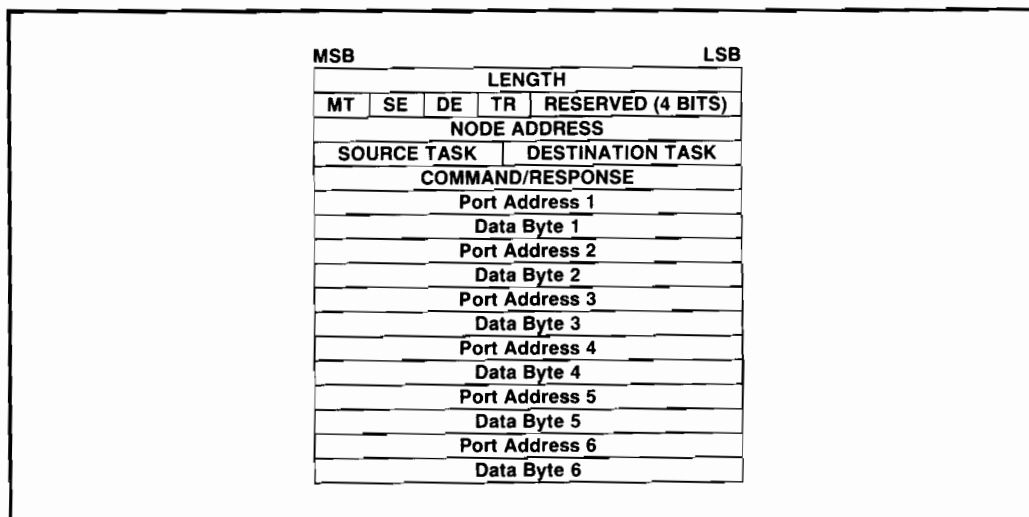 MSB LSB
LENGTH
MT SE DE TR RESERVED (4 BITS)
NODE ADDRESS
SOURCE TASK DESTINATION TASK
COMMAND/RESPONSE
Port Address 1
Data Byte 1
Port Address 2
Data Byte 2
Port Address 3
Data Byte 3
Port Address 4
Data Byte 4
Port Address 5
Data Byte 5
Port Address 6
Data Byte 6